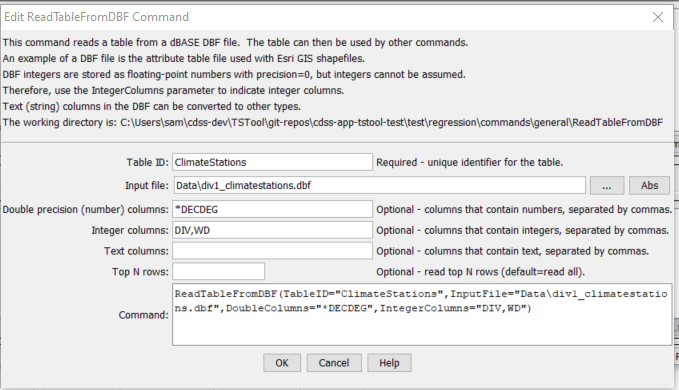 Edit ReadTableFromDBF Command
This command reads a table from a dBASE DBF file.  The table can then be used by other commands.
An example of a DBF file is the attribute table file used with Esri GIS shapefiles.
DBF integers are stored as floating-point numbers with precision=0, but integers cannot be assumed.
Therefore, use the IntegerColumns parameter to indicate integer columns.
Text (string) columns in the DBF can be converted to other types.
The working directory is: C:\Users\sam\cdss-dev\TSTool\git-repos\cdss-app-tstool-test\test\regression\commands\general\ReadTableFromDBF
Table ID: ClimateStations Required - unique identifier for the table.
Input file: Data\div1_climatestations.dbf ... Abs
Double precision (number) columns: *DECDEG Optional - columns that contain numbers, separated by commas.
Integer columns: DIV,WD Optional - columns that contain integers, separated by commas.
Text columns: Optional - columns that contain text, separated by commas.
Top N rows: Optional - read top N rows (default=read all).
Command: ReadTableFromDBF(TableID="ClimateStations",InputFile="Data\div1_climatestatio
ns.dbf",DoubleColumns="*DECDEG",IntegerColumns="DIV,WD")
OK Cancel Help